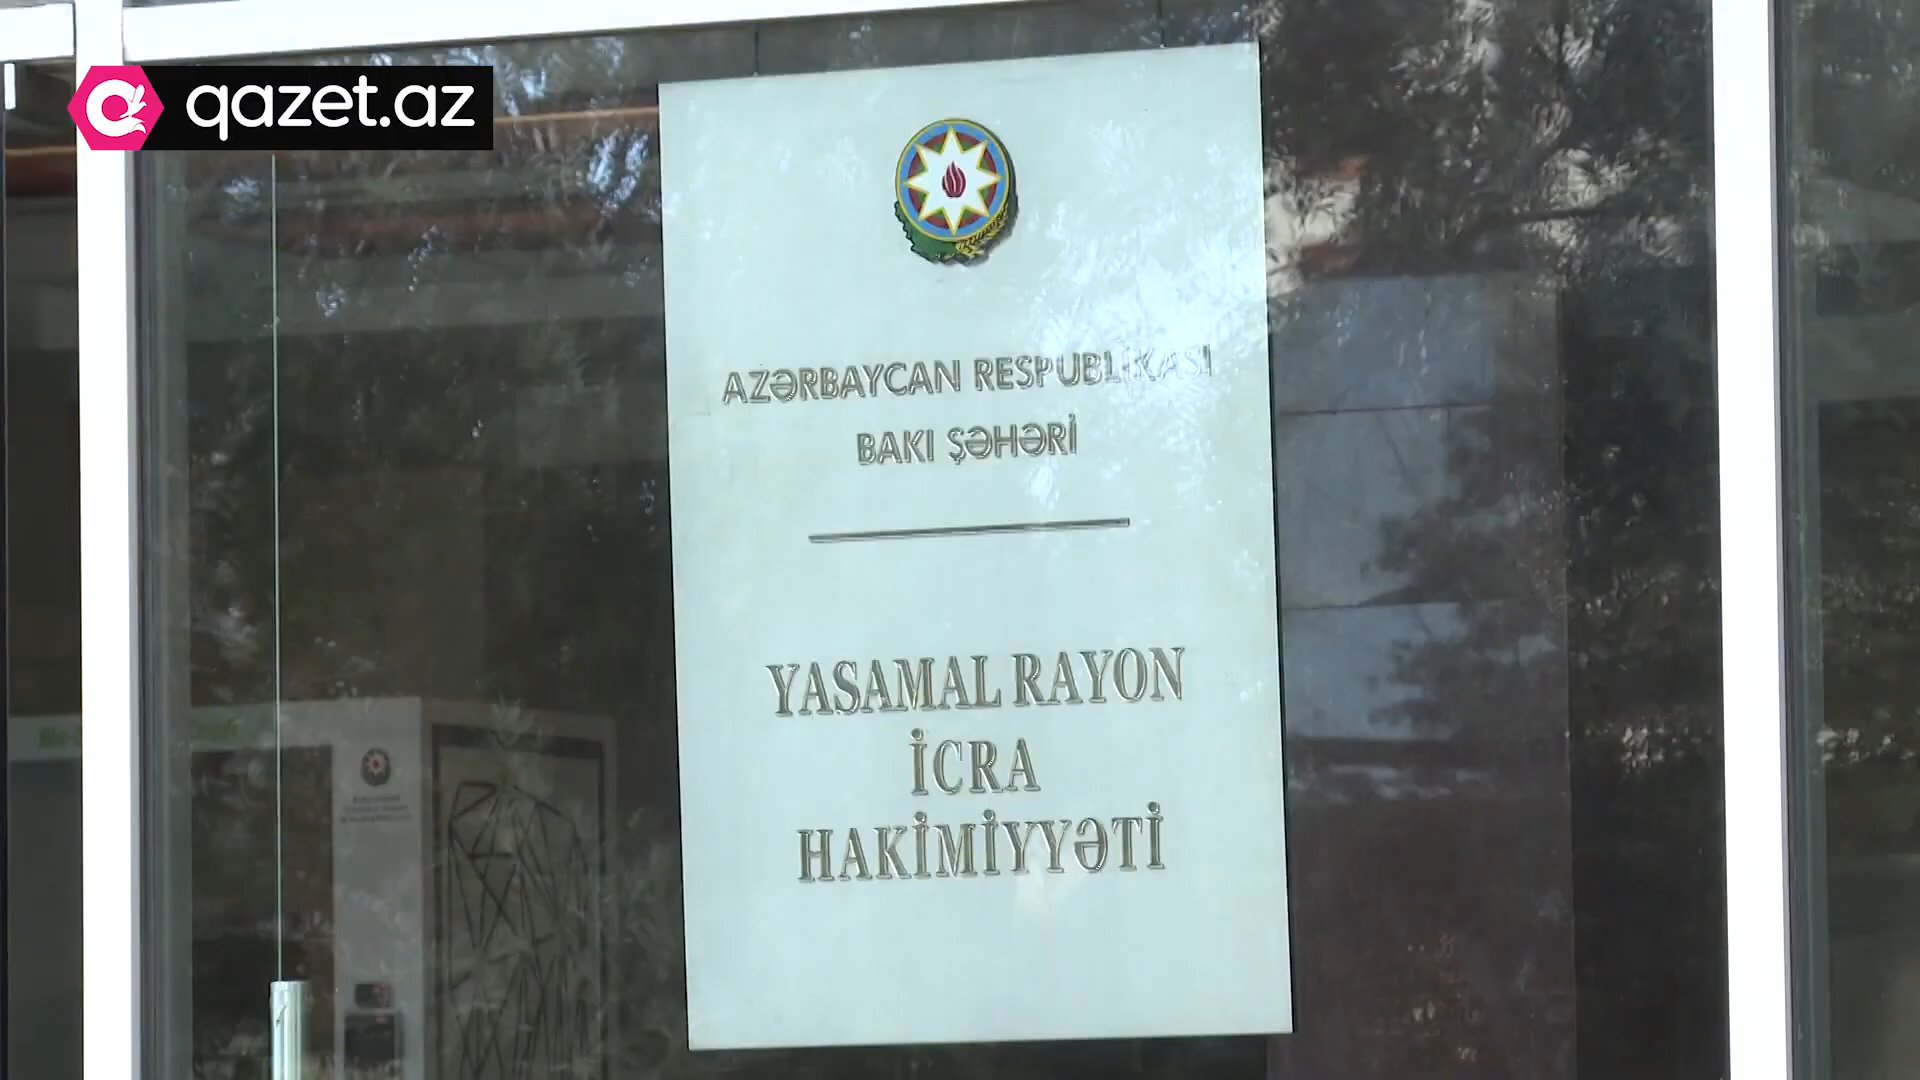 qazet.az
AZƏRBAYCAN RESPUBLİKASI
BAKI ŞƏHƏRİ
YASAMAL RAYON
İCRA
HAKİMİYYƏTİ